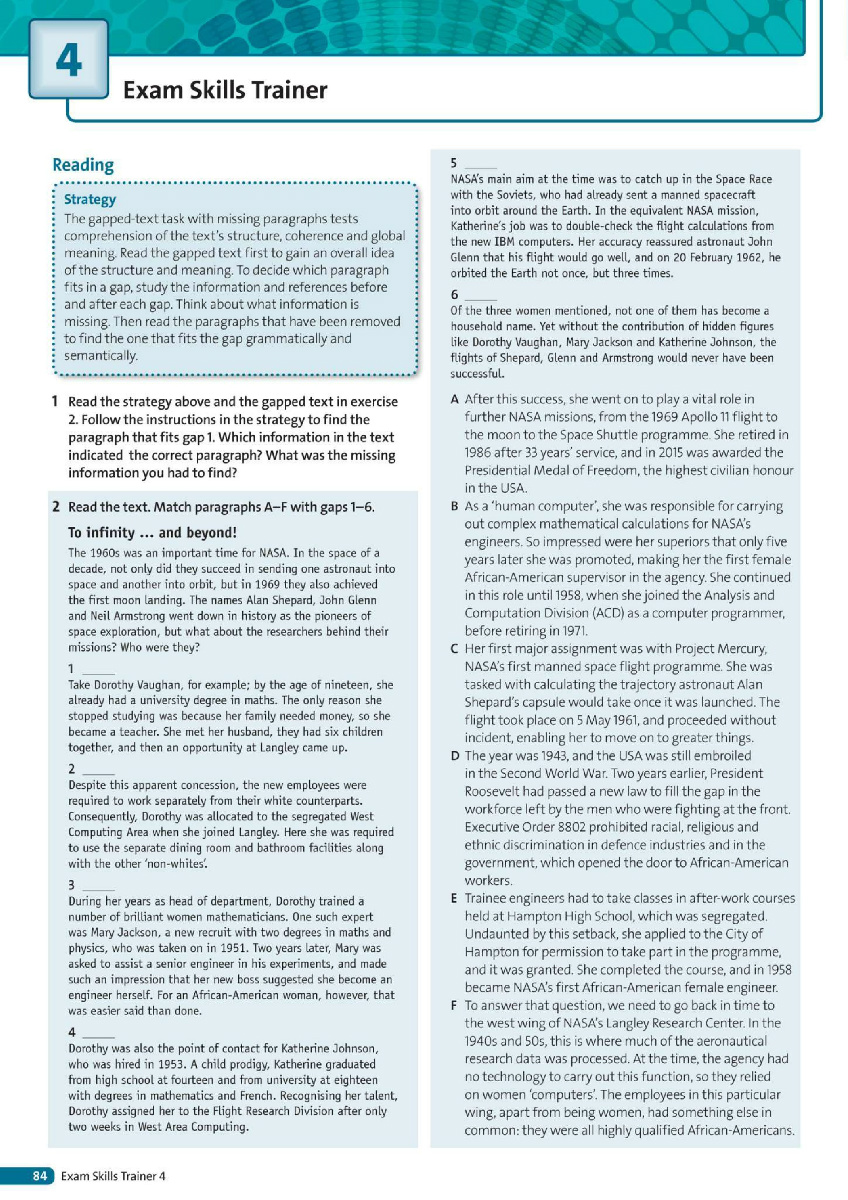 4
Exam Skills Trainer
Reading
Strategy
The gapped-text task with missing paragraphs tests
comprehension of the text's structure, coherence and global
meaning. Read the gapped text first to gain an overall idea
of the structure and meaning. To decide which paragraph
fits in a gap, study the information and references before
and after each gap. Think about what information is
missing. Then read the paragraphs that have been removed
to find the one that fits the gap grammatically and
semantically.
1 Read the strategy above and the gapped text in exercise
2. Follow the instructions in the strategy to find the
paragraph that fits gap 1. Which information in the text
indicated the correct paragraph? What was the missing
information you had to find?
2 Read the text. Match paragraphs A–F with gaps 1–6.
To infinity ... and beyond!
The 1960s was an important time for NASA. In the space of a
decade, not only did they succeed in sending one astronaut into
space and another into orbit, but in 1969 they also achieved
the first moon landing. The names Alan Shepard, John Glenn
and Neil Armstrong went down in history as the pioneers of
space exploration, but what about the researchers behind their
missions? Who were they?
1 _____
Take Dorothy Vaughan, for example; by the age of nineteen, she
already had a university degree in maths. The only reason she
stopped studying was because her family needed money, so she
became a teacher. She met her husband, they had six children
together, and then an opportunity at Langley came up.
2 _____
Despite this apparent concession, the new employees were
required to work separately from their white counterparts.
Consequently, Dorothy was allocated to the segregated West
Computing Area when she joined Langley. Here she was required
to use the separate dining room and bathroom facilities along
with the other 'non-whites'.
3 _____
During her years as head of department, Dorothy trained a
number of brilliant women mathematicians. One such expert
was Mary Jackson, a new recruit with two degrees in maths and
physics, who was taken on in 1951. Two years later, Mary was
asked to assist a senior engineer in his experiments, and made
such an impression that her new boss suggested she become an
engineer herself. For an African-American woman, however, that
was easier said than done.
4 _____
Dorothy was also the point of contact for Katherine Johnson,
who was hired in 1953. A child prodigy, Katherine graduated
from high school at fourteen and from university at eighteen
with degrees in mathematics and French. Recognising her talent,
Dorothy assigned her to the Flight Research Division after only
two weeks in West Area Computing.
5 _____
NASA's main aim at the time was to catch up in the Space Race
with the Soviets, who had already sent a manned spacecraft
into orbit around the Earth. In the equivalent NASA mission,
Katherine's job was to double-check the flight calculations from
the new IBM computers. Her accuracy reassured astronaut John
Glenn that his flight would go well, and on 20 February 1962, he
orbited the Earth not once, but three times.
6 _____
Of the three women mentioned, not one of them has become a
household name. Yet without the contribution of hidden figures
like Dorothy Vaughan, Mary Jackson and Katherine Johnson, the
flights of Shepard, Glenn and Armstrong would never have been
successful.
A After this success, she went on to play a vital role in
further NASA missions, from the 1969 Apollo 11 flight to
the moon to the Space Shuttle programme. She retired in
1986 after 33 years' service, and in 2015 was awarded the
Presidential Medal of Freedom, the highest civilian honour
in the USA.
B As a 'human computer', she was responsible for carrying
out complex mathematical calculations for NASA's
engineers. So impressed were her superiors that only five
years later she was promoted, making her the first female
African-American supervisor in the agency. She continued
in this role until 1958, when she joined the Analysis and
Computation Division (ACD) as a computer programmer,
before retiring in 1971.
C Her first major assignment was with Project Mercury,
NASA's first manned space flight programme. She was
tasked with calculating the trajectory astronaut Alan
Shepard's capsule would take once it was launched. The
flight took place on 5 May 1961, and proceeded without
incident, enabling her to move on to greater things.
D The year was 1943, and the USA was still embroiled
in the Second World War. Two years earlier, President
Roosevelt had passed a new law to fill the gap in the
workforce left by the men who were fighting at the front.
Executive Order 8802 prohibited racial, religious and
ethnic discrimination in defence industries and in the
government, which opened the door to African-American
workers.
E Trainee engineers had to take classes in after-work courses
held at Hampton High School, which was segregated.
Undaunted by this setback, she applied to the City of
Hampton for permission to take part in the programme,
and it was granted. She completed the course, and in 1958
became NASA's first African-American female engineer.
F To answer that question, we need to go back in time to
the west wing of NASA's Langley Research Center. In the
1940s and 50s, this is where much of the aeronautical
research data was processed. At the time, the agency had
no technology to carry out this function, so they relied
on women 'computers'. The employees in this particular
wing, apart from being women, had something else in
common: they were all highly qualified African-Americans.
84 Exam Skills Trainer 4